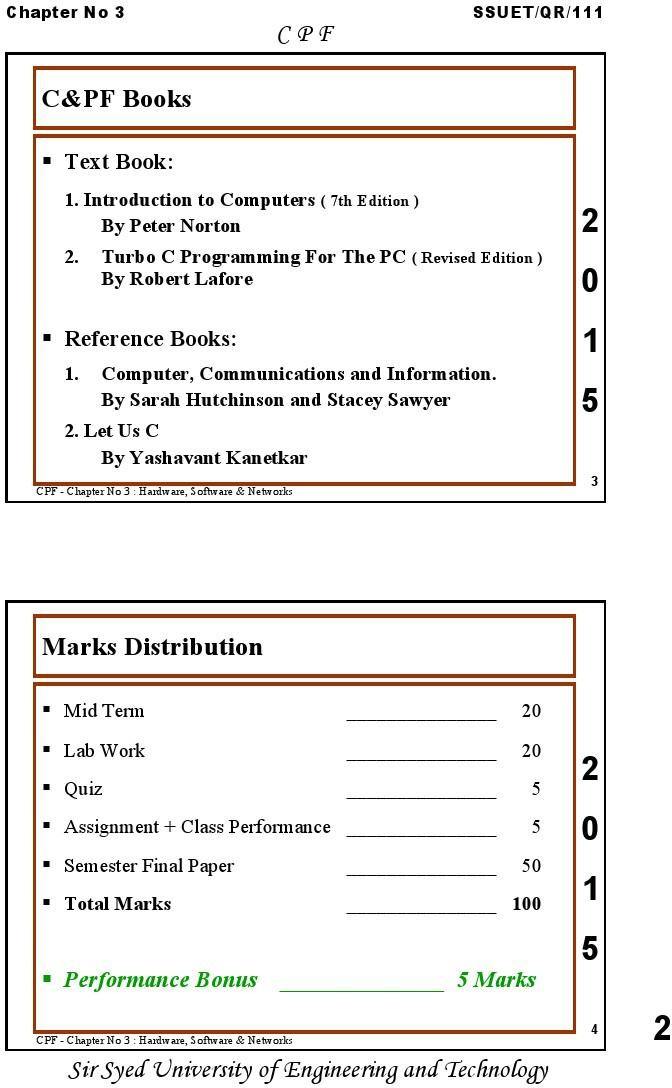 Chapter No 3 SSUET/QR/111
C P F
C&PF Books
▪ Text Book:
1. Introduction to Computers ( 7th Edition )
By Peter Norton
2. Turbo C Programming For The PC ( Revised Edition )
By Robert Lafore
▪ Reference Books:
1. Computer, Communications and Information.
By Sarah Hutchinson and Stacey Sawyer
2. Let Us C
By Yashavant Kanetkar
2
0
1
5
3
CPF - Chapter No 3 : Hardware, Software & Networks
Marks Distribution
▪ Mid Term _______________ 20
▪ Lab Work _______________ 20
▪ Quiz _______________ 5
▪ Assignment + Class Performance _______________ 5
▪ Semester Final Paper _______________ 50
▪ Total Marks _______________ 100
▪ Performance Bonus _______________ 5 Marks
2
0
1
5
4
CPF - Chapter No 3 : Hardware, Software & Networks
2
Sir Syed University of Engineering and Technology